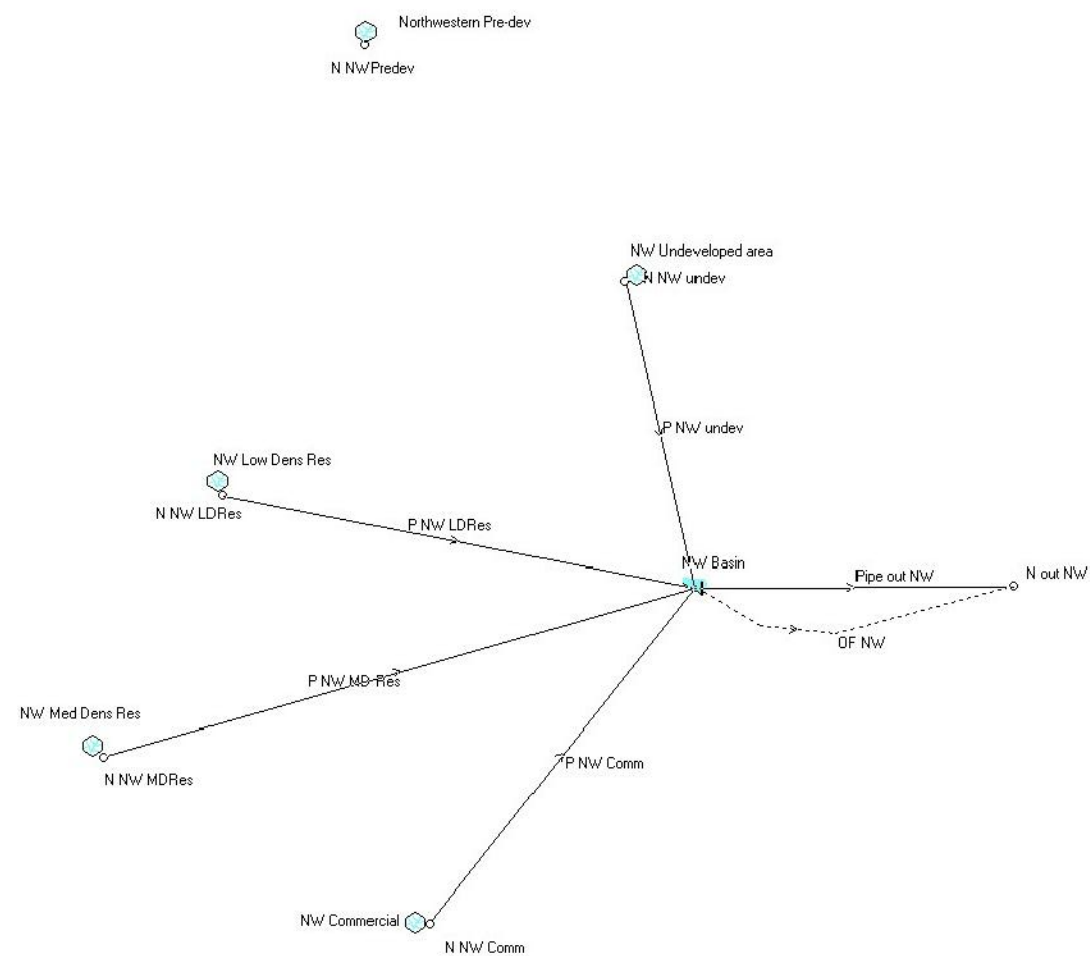 Northwestern Pre-dev
N NWPredev
NW Undeveloped area
N NW undev
P NW undev
NW Low Dens Res
N NW LDRes
P NW LDRes
NW Basin
Pipe out NW
N out NW
OF NW
P NW MD Res
NW Med Dens Res
N NW MDRes
P NW Comm
NW Commercial
N NW Comm